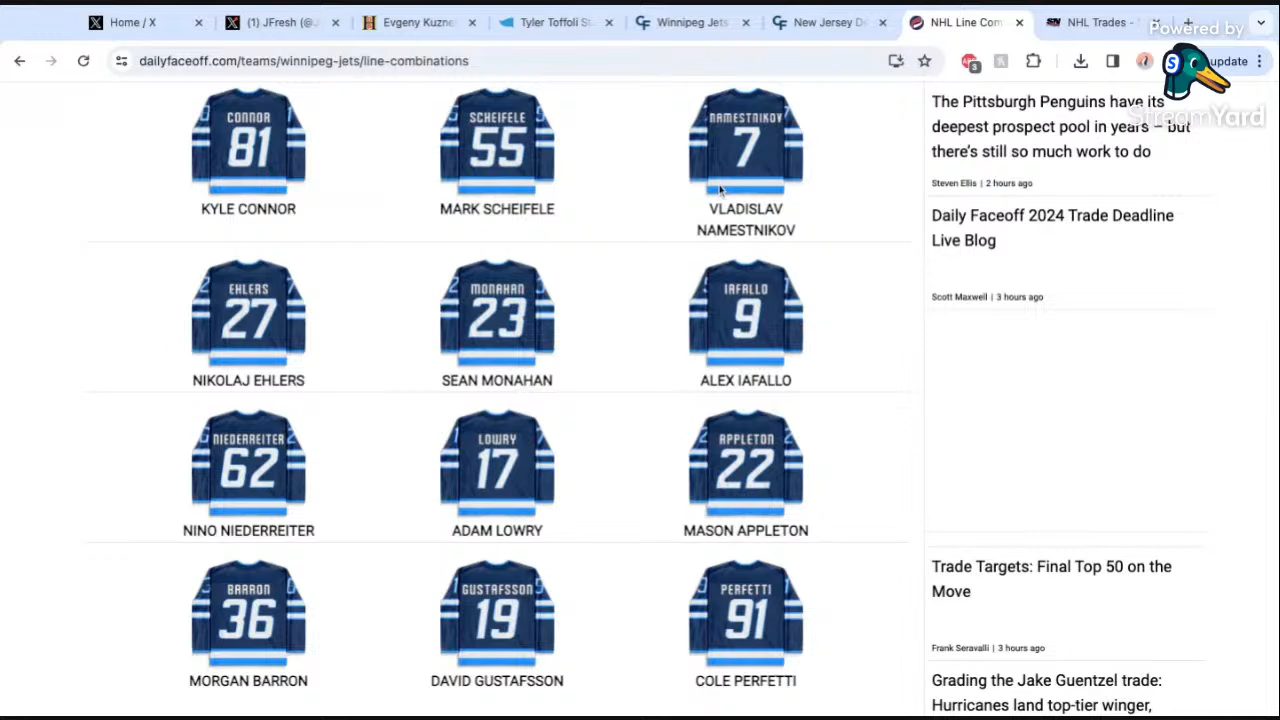 Home / X
(1) JFresh (@J
Evgeny Kuzne
Tyler Toffoli St
Winnipeg Jets
New Jersey De
NHL Line Com
NHL Trades -
Powered by
dailyfaceoff.com/teams/winnipeg-jets/line-combinations
3
update
StreamYard
CONNOR
81
KYLE CONNOR
SCHEIFELE
55
MARK SCHEIFELE
NAMESTNIKOV
7
VLADISLAV
NAMESTNIKOV
EHLERS
27
NIKOLAJ EHLERS
MONAHAN
23
SEAN MONAHAN
IAFALLO
9
ALEX IAFALLO
NIEDERREITER
62
NINO NIEDERREITER
LOWRY
17
ADAM LOWRY
APPLETON
22
MASON APPLETON
BARRON
36
MORGAN BARRON
GUSTAFSSON
19
DAVID GUSTAFSSON
PERFETTI
91
COLE PERFETTI
The Pittsburgh Penguins have its
deepest prospect pool in years – but
there's still so much work to do
Steven Ellis | 2 hours ago
Daily Faceoff 2024 Trade Deadline
Live Blog
Scott Maxwell | 3 hours ago
Trade Targets: Final Top 50 on the
Move
Frank Seravalli | 3 hours ago
Grading the Jake Guentzel trade:
Hurricanes land top-tier winger,